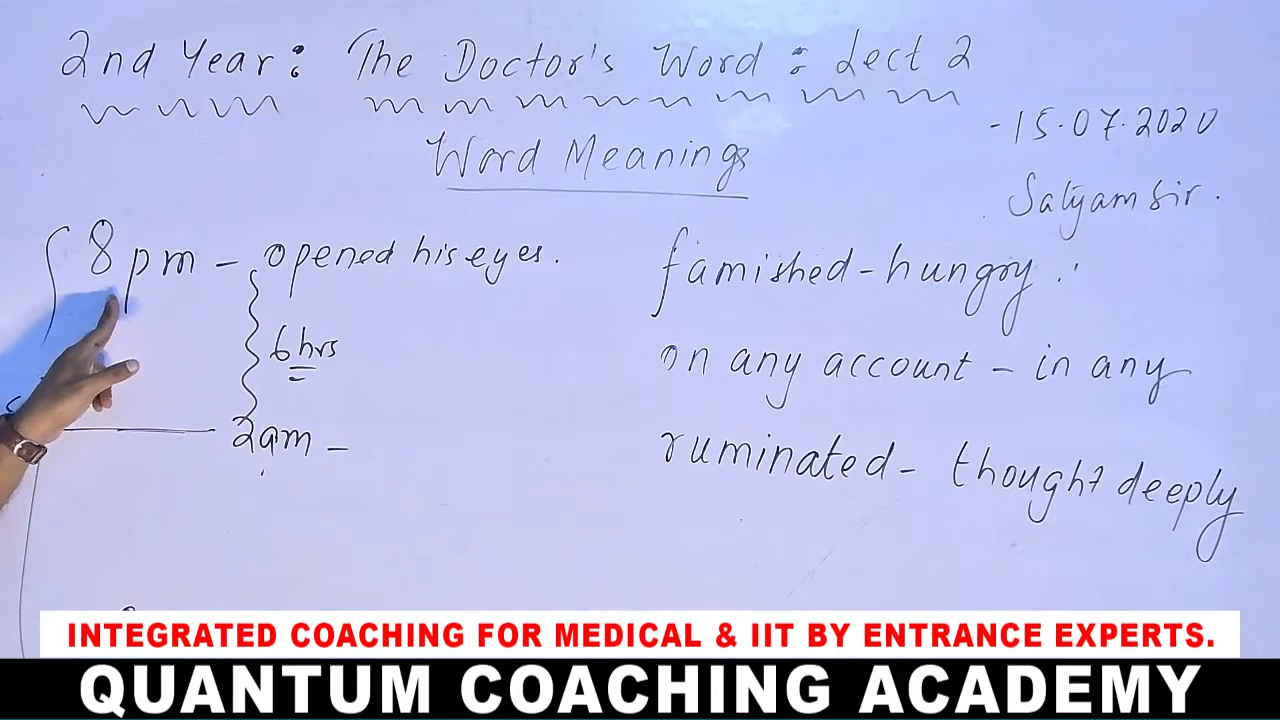 2nd Year: The Doctor's Word: Lect 2
-15.07.2020
Word Meanings
Satyam Sir.
8pm - opened his eyes.
6hrs
2am -
famished - hungry.
on any account - in any
ruminated - thought deeply
INTEGRATED COACHING FOR MEDICAL & IIT BY ENTRANCE EXPERTS.
QUANTUM COACHING ACADEMY